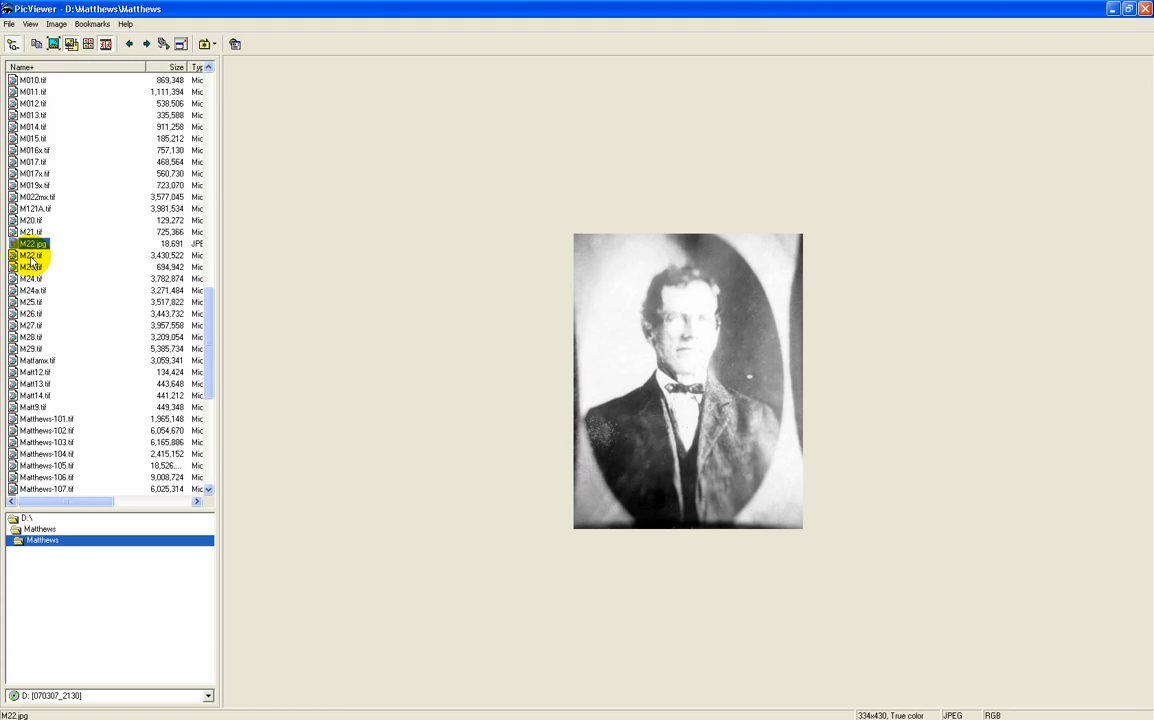 PicViewer - D:\Matthews\Matthews
File View Image Bookmarks Help
Name+ Size Typ
M010.tif 869,348 Mic
M011.tif 1,111,394 Mic
M012.tif 538,506 Mic
M013.tif 335,588 Mic
M014.tif 911,258 Mic
M015.tif 185,212 Mic
M016x.tif 757,130 Mic
M017.tif 468,564 Mic
M017x.tif 560,730 Mic
M019x.tif 723,070 Mic
M022mx.tif 3,577,045 Mic
M121A.tif 3,981,534 Mic
M20.tif 129,272 Mic
M21.tif 725,366 Mic
M22.jpg 18,691 JPE
M22.tif 3,430,522 Mic
694,942 Mic
M24.tif 3,782,874 Mic
M24a.tif 3,271,484 Mic
M25.tif 3,517,822 Mic
M26.tif 3,443,732 Mic
M27.tif 3,957,558 Mic
M28.tif 3,209,054 Mic
M29.tif 5,385,734 Mic
Matfamx.tif 3,059,341 Mic
Matt12.tif 134,424 Mic
Matt13.tif 443,648 Mic
Matt14.tif 441,212 Mic
Matt9.tif 449,348 Mic
Matthews-101.tif 1,965,148 Mic
Matthews-102.tif 6,054,670 Mic
Matthews-103.tif 6,165,886 Mic
Matthews-104.tif 2,415,152 Mic
Matthews-105.tif 18,526,... Mic
Matthews-106.tif 9,008,724 Mic
Matthews-107.tif 6,025,314 Mic
D:\
Matthews
Matthews
D: [070307_2130]
M22.jpg 334x430, True color JPEG RGB